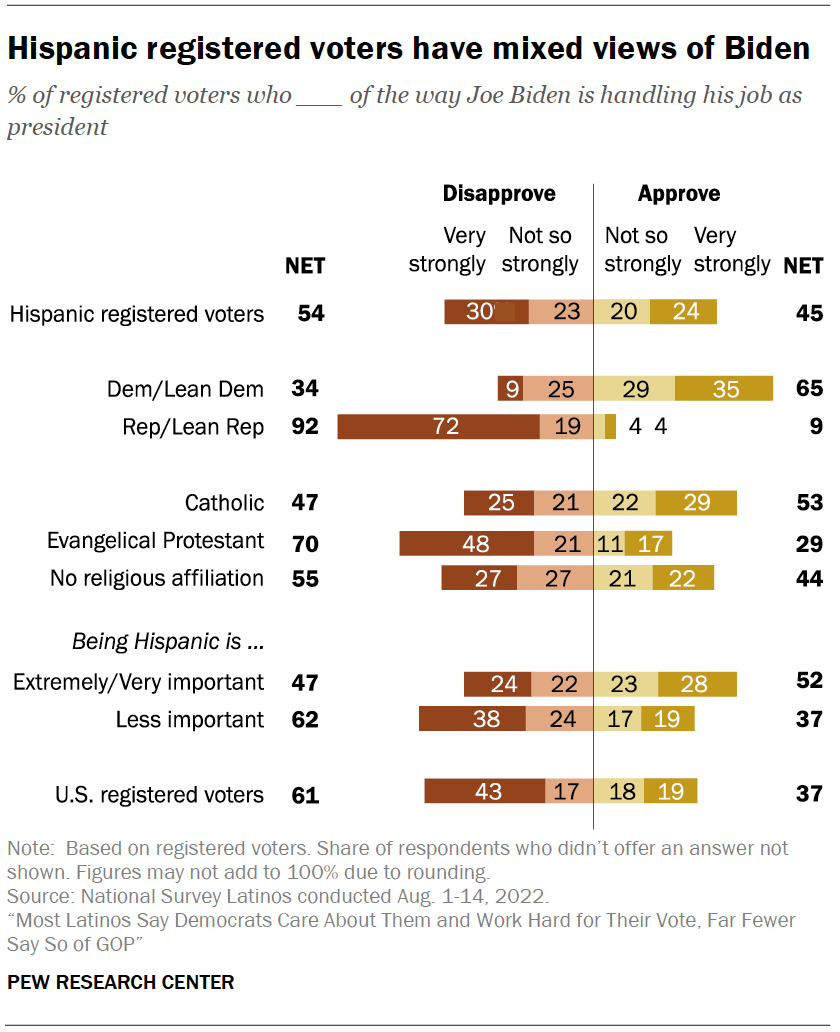 Hispanic registered voters have mixed views of Biden
% of registered voters who ___ of the way Joe Biden is handling his job as
president
Disapprove Approve
Very Not so Not so Very
NET strongly strongly strongly strongly NET
Hispanic registered voters 54 30 23 20 24 45
Dem/Lean Dem 34 9 25 29 35 65
Rep/Lean Rep 92 72 19 4 4 9
Catholic 47 25 21 22 29 53
Evangelical Protestant 70 48 21 11 17 29
No religious affiliation 55 27 27 21 22 44
Being Hispanic is ...
Extremely/Very important 47 24 22 23 28 52
Less important 62 38 24 17 19 37
U.S. registered voters 61 43 17 18 19 37
Note: Based on registered voters. Share of respondents who didn't offer an answer not
shown. Figures may not add to 100% due to rounding.
Source: National Survey Latinos conducted Aug. 1-14, 2022.
“Most Latinos Say Democrats Care About Them and Work Hard for Their Vote, Far Fewer
Say So of GOP”
PEW RESEARCH CENTER